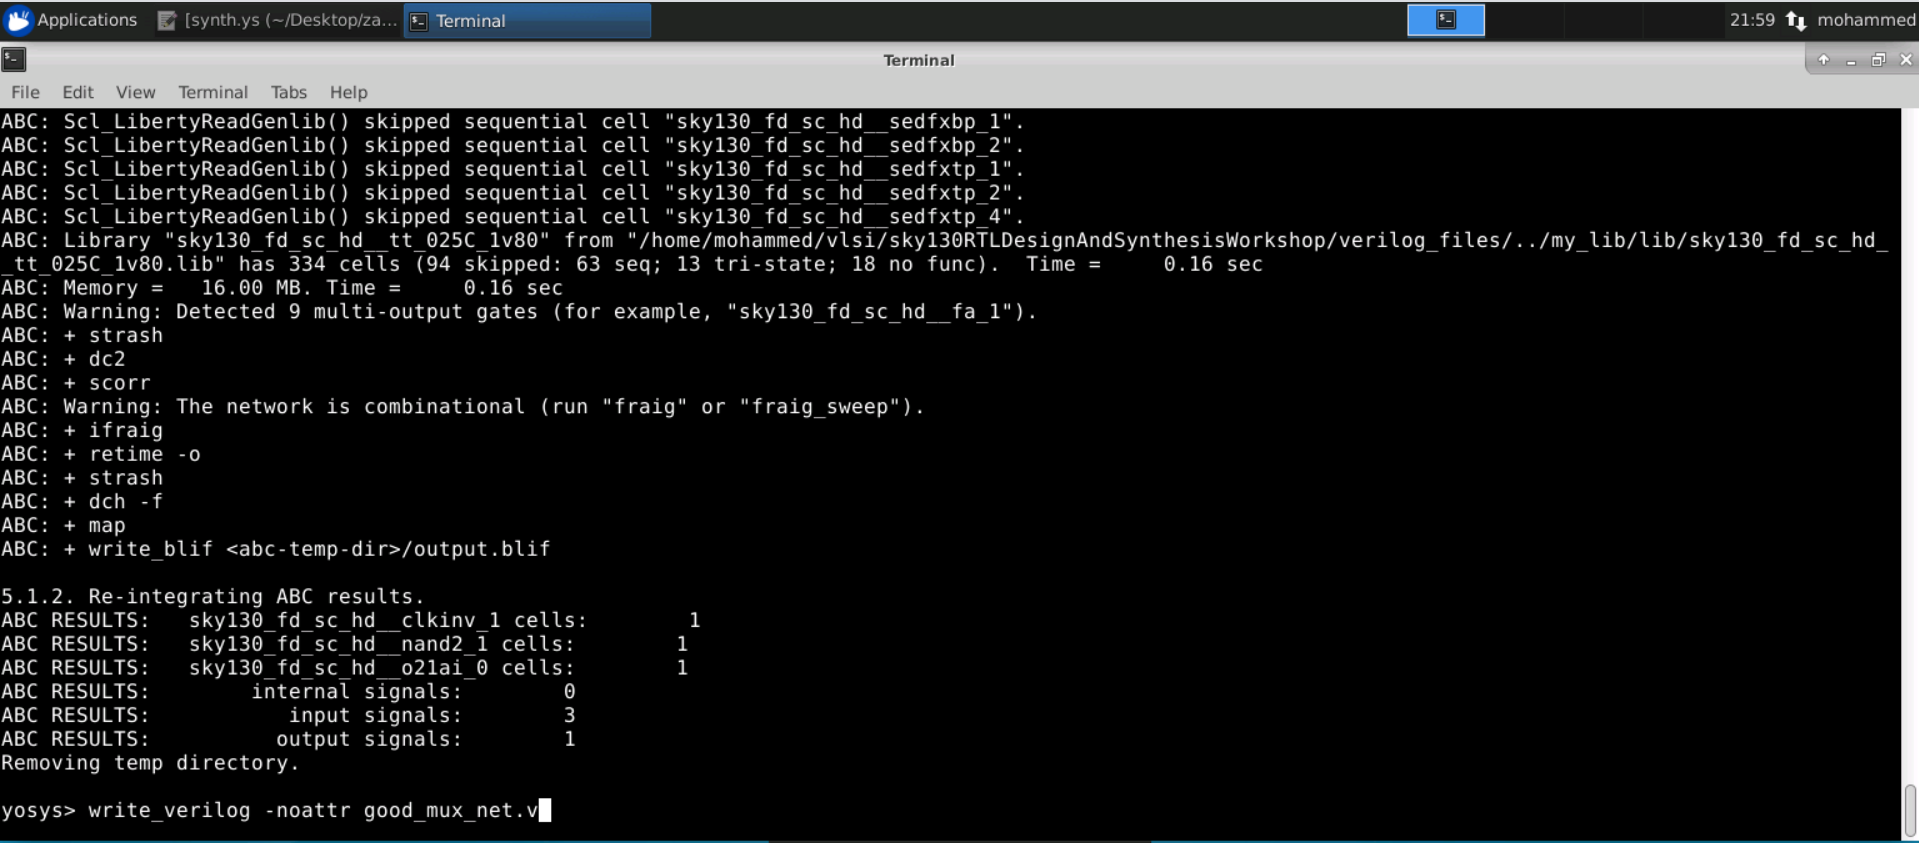 Applications [synth.ys (~/Desktop/za... Terminal 21:59 mohammed
Terminal
File Edit View Terminal Tabs Help
ABC: Scl_LibertyReadGenlib() skipped sequential cell "sky130_fd_sc_hd__sedfxbp_1".
ABC: Scl_LibertyReadGenlib() skipped sequential cell "sky130_fd_sc_hd__sedfxbp_2".
ABC: Scl_LibertyReadGenlib() skipped sequential cell "sky130_fd_sc_hd__sedfxtp_1".
ABC: Scl_LibertyReadGenlib() skipped sequential cell "sky130_fd_sc_hd__sedfxtp_2".
ABC: Scl_LibertyReadGenlib() skipped sequential cell "sky130_fd_sc_hd__sedfxtp_4".
ABC: Library "sky130_fd_sc_hd__tt_025C_1v80" from "/home/mohammed/vlsi/sky130RTLDesignAndSynthesisWorkshop/verilog_files/../my_lib/lib/sky130_fd_sc_hd_
_tt_025C_1v80.lib" has 334 cells (94 skipped: 63 seq; 13 tri-state; 18 no func).  Time =     0.16 sec
ABC: Memory =   16.00 MB. Time =     0.16 sec
ABC: Warning: Detected 9 multi-output gates (for example, "sky130_fd_sc_hd__fa_1").
ABC: + strash
ABC: + dc2
ABC: + scorr
ABC: Warning: The network is combinational (run "fraig" or "fraig_sweep").
ABC: + ifraig
ABC: + retime -o
ABC: + strash
ABC: + dch -f
ABC: + map
ABC: + write_blif <abc-temp-dir>/output.blif
5.1.2. Re-integrating ABC results.
ABC RESULTS:   sky130_fd_sc_hd__clkinv_1 cells:        1
ABC RESULTS:   sky130_fd_sc_hd__nand2_1 cells:        1
ABC RESULTS:   sky130_fd_sc_hd__o21ai_0 cells:        1
ABC RESULTS:        internal signals:        0
ABC RESULTS:           input signals:        3
ABC RESULTS:          output signals:        1
Removing temp directory.
yosys> write_verilog -noattr good_mux_net.v